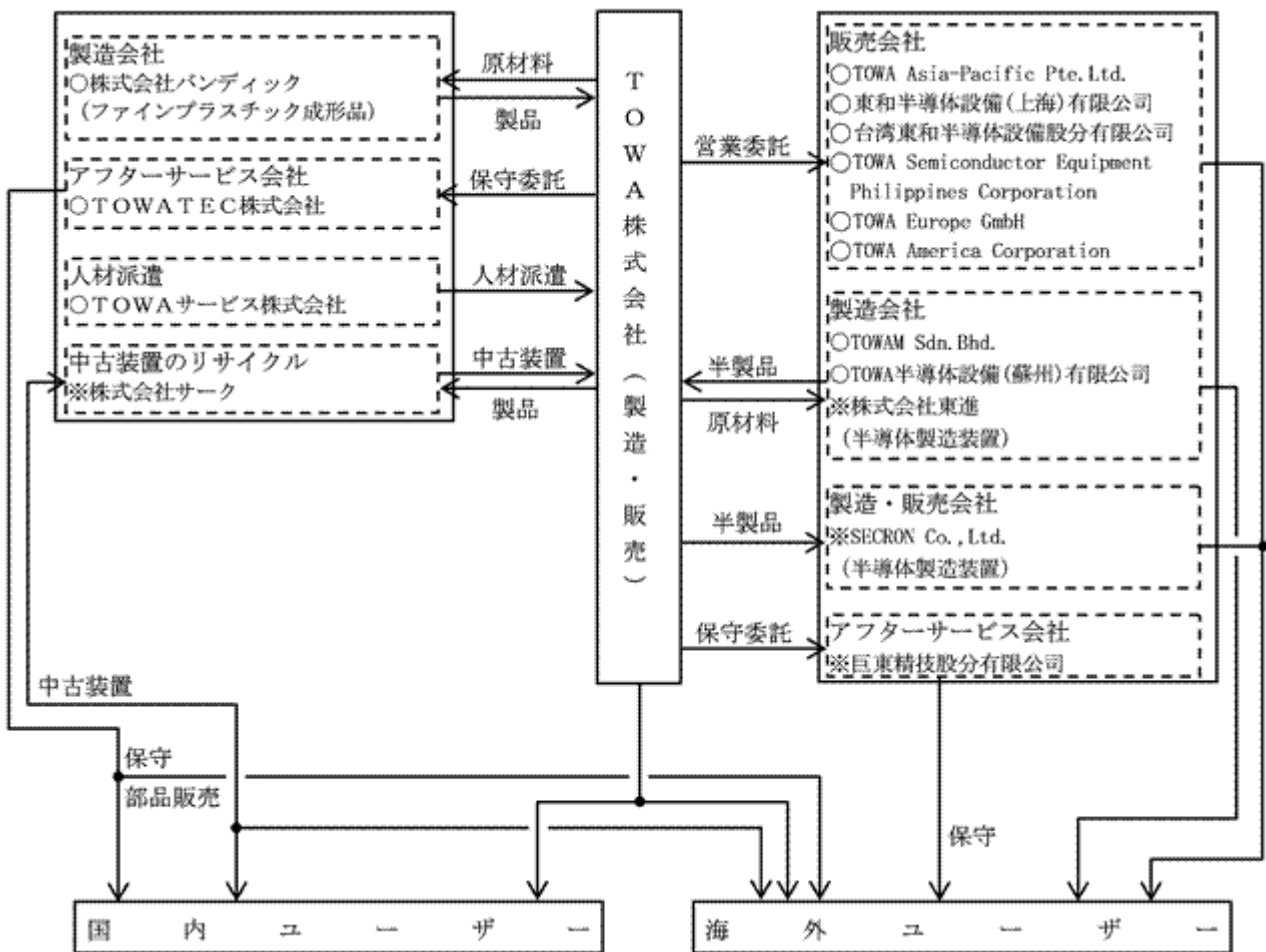 製造会社
○株式会社バンディック
(ファインプラスチック成形品)
アフターサービス会社
○TOWATEC株式会社
人材派遣
○TOWAサービス株式会社
中古装置のリサイクル
※株式会社サーク
原材料
製品
保守委託
人材派遣
中古装置
製品
TOWA株式会社(製造・販売)
営業委託
半製品
原材料
半製品
保守委託
販売会社
○TOWA Asia-Pacific Pte.Ltd.
○東和半導体設備(上海)有限公司
○台湾東和半導体設備股分有限公司
○TOWA Semiconductor Equipment
Philippines Corporation
○TOWA Europe GmbH
○TOWA America Corporation
製造会社
○TOWAM Sdn.Bhd.
○TOWA半導体設備(蘇州)有限公司
※株式会社東進
(半導体製造装置)
製造・販売会社
※SECRON Co.,Ltd.
(半導体製造装置)
アフターサービス会社
※巨東精技股分有限公司
中古装置
保守
部品販売
保守
国内ユーザー
海外ユーザー